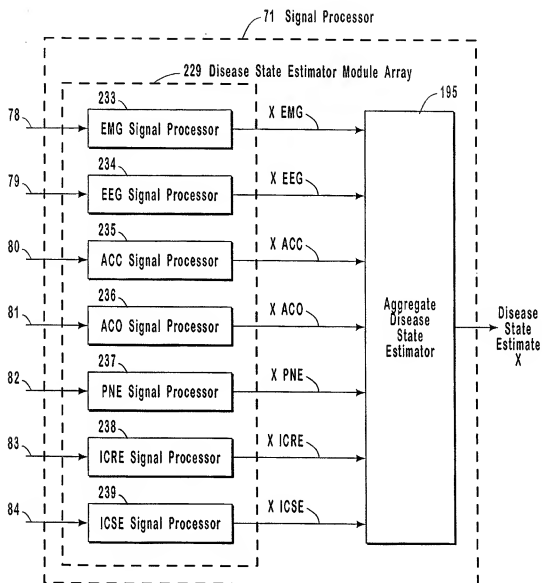 71 Signal Processor
229 Disease State Estimator Module Array
195
233
78
EMG Signal Processor
X EMG
234
79
EEG Signal Processor
X EEG
235
80
ACC Signal Processor
X ACC
236
81
ACO Signal Processor
X ACO
237
82
PNE Signal Processor
X PNE
238
83
ICRE Signal Processor
X ICRE
239
84
ICSE Signal Processor
X ICSE
Aggregate
Disease
State
Estimator
Disease
State
Estimate
X